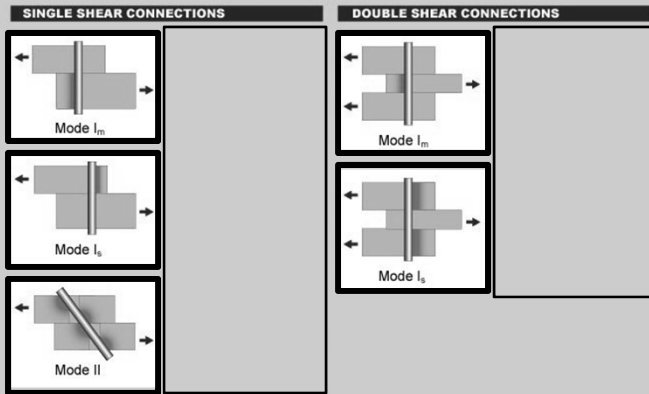 SINGLE SHEAR CONNECTIONS
Mode Iₘ
Mode Iₛ
Mode II
DOUBLE SHEAR CONNECTIONS
Mode Iₘ
Mode Iₛ